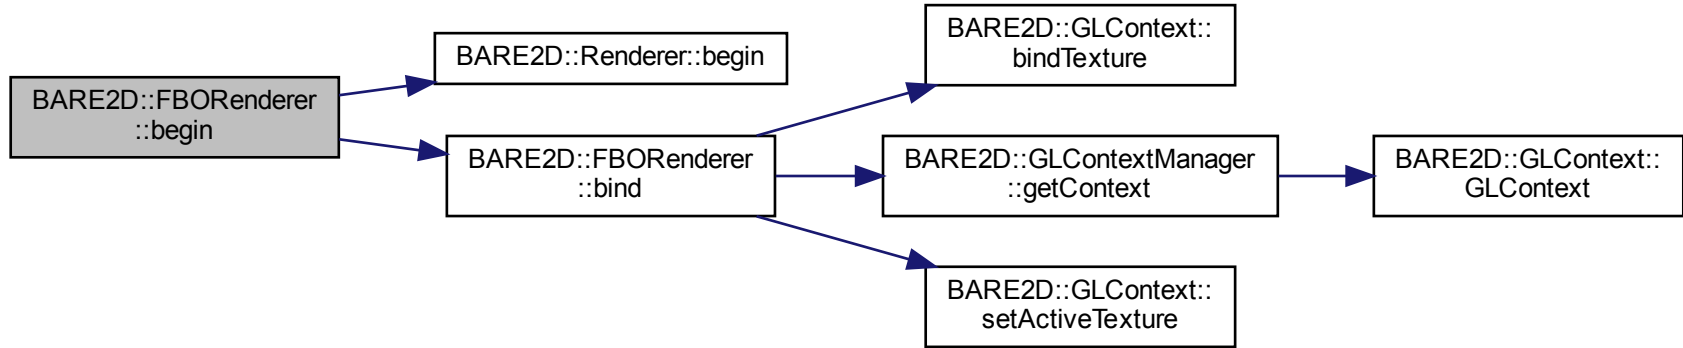 BARE2D::FBORenderer
::begin
BARE2D::Renderer::begin
BARE2D::FBORenderer
::bind
BARE2D::GLContext::
bindTexture
BARE2D::GLContextManager
::getContext
BARE2D::GLContext::
setActiveTexture
BARE2D::GLContext::
GLContext